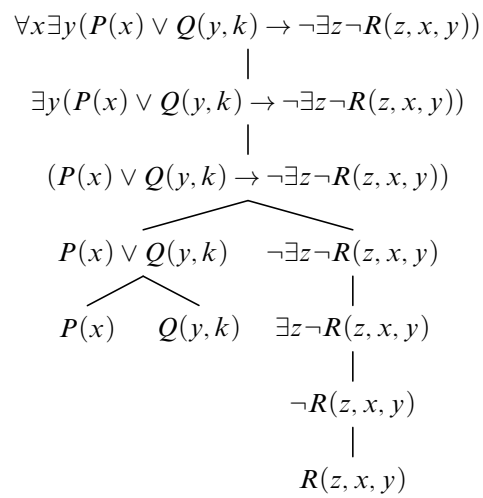 ∀x∃y(P(x) ∨ Q(y, k) → ¬∃z¬R(z, x, y))
∃y(P(x) ∨ Q(y, k) → ¬∃z¬R(z, x, y))
(P(x) ∨ Q(y, k) → ¬∃z¬R(z, x, y))
P(x) ∨ Q(y, k) ¬∃z¬R(z, x, y)
P(x) Q(y, k) ∃z¬R(z, x, y)
¬R(z, x, y)
R(z, x, y)